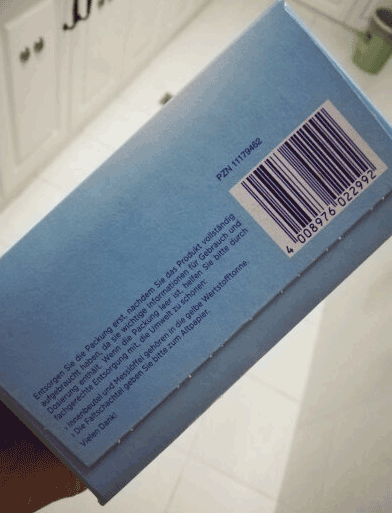 PZN 11179462
4 008976 022992
Entsorgen Sie die Packung erst, nachdem Sie das Produkt vollständig
aufgebraucht haben, da sie wichtige Informationen für Gebrauch und
Dosierung enthält. Wenn die Packung leer ist, helfen Sie bitte durch
fachgerechte Entsorgung mit, die Umwelt zu schonen:
› Innenbeutel und Messlöffel gehören in die gelbe Wertstofftonne.
› Die Faltschachtel geben Sie bitte zum Altpapier.
Vielen Dank!